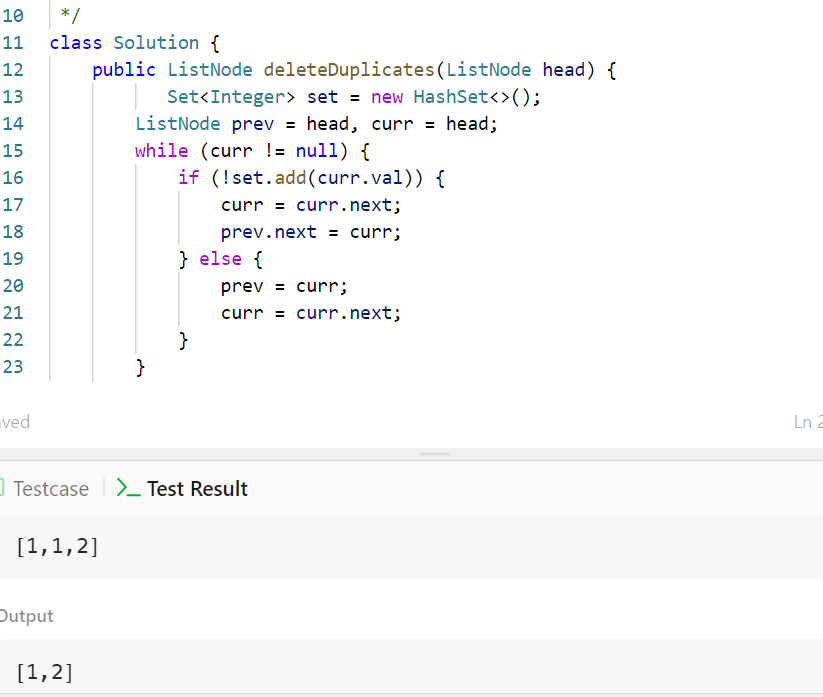 10 */
11 class Solution {
12 public ListNode deleteDuplicates(ListNode head) {
13 Set<Integer> set = new HashSet<>();
14 ListNode prev = head, curr = head;
15 while (curr != null) {
16 if (!set.add(curr.val)) {
17 curr = curr.next;
18 prev.next = curr;
19 } else {
20 prev = curr;
21 curr = curr.next;
22 }
23 }
ved Ln 2
Testcase Test Result
[1,1,2]
Output
[1,2]